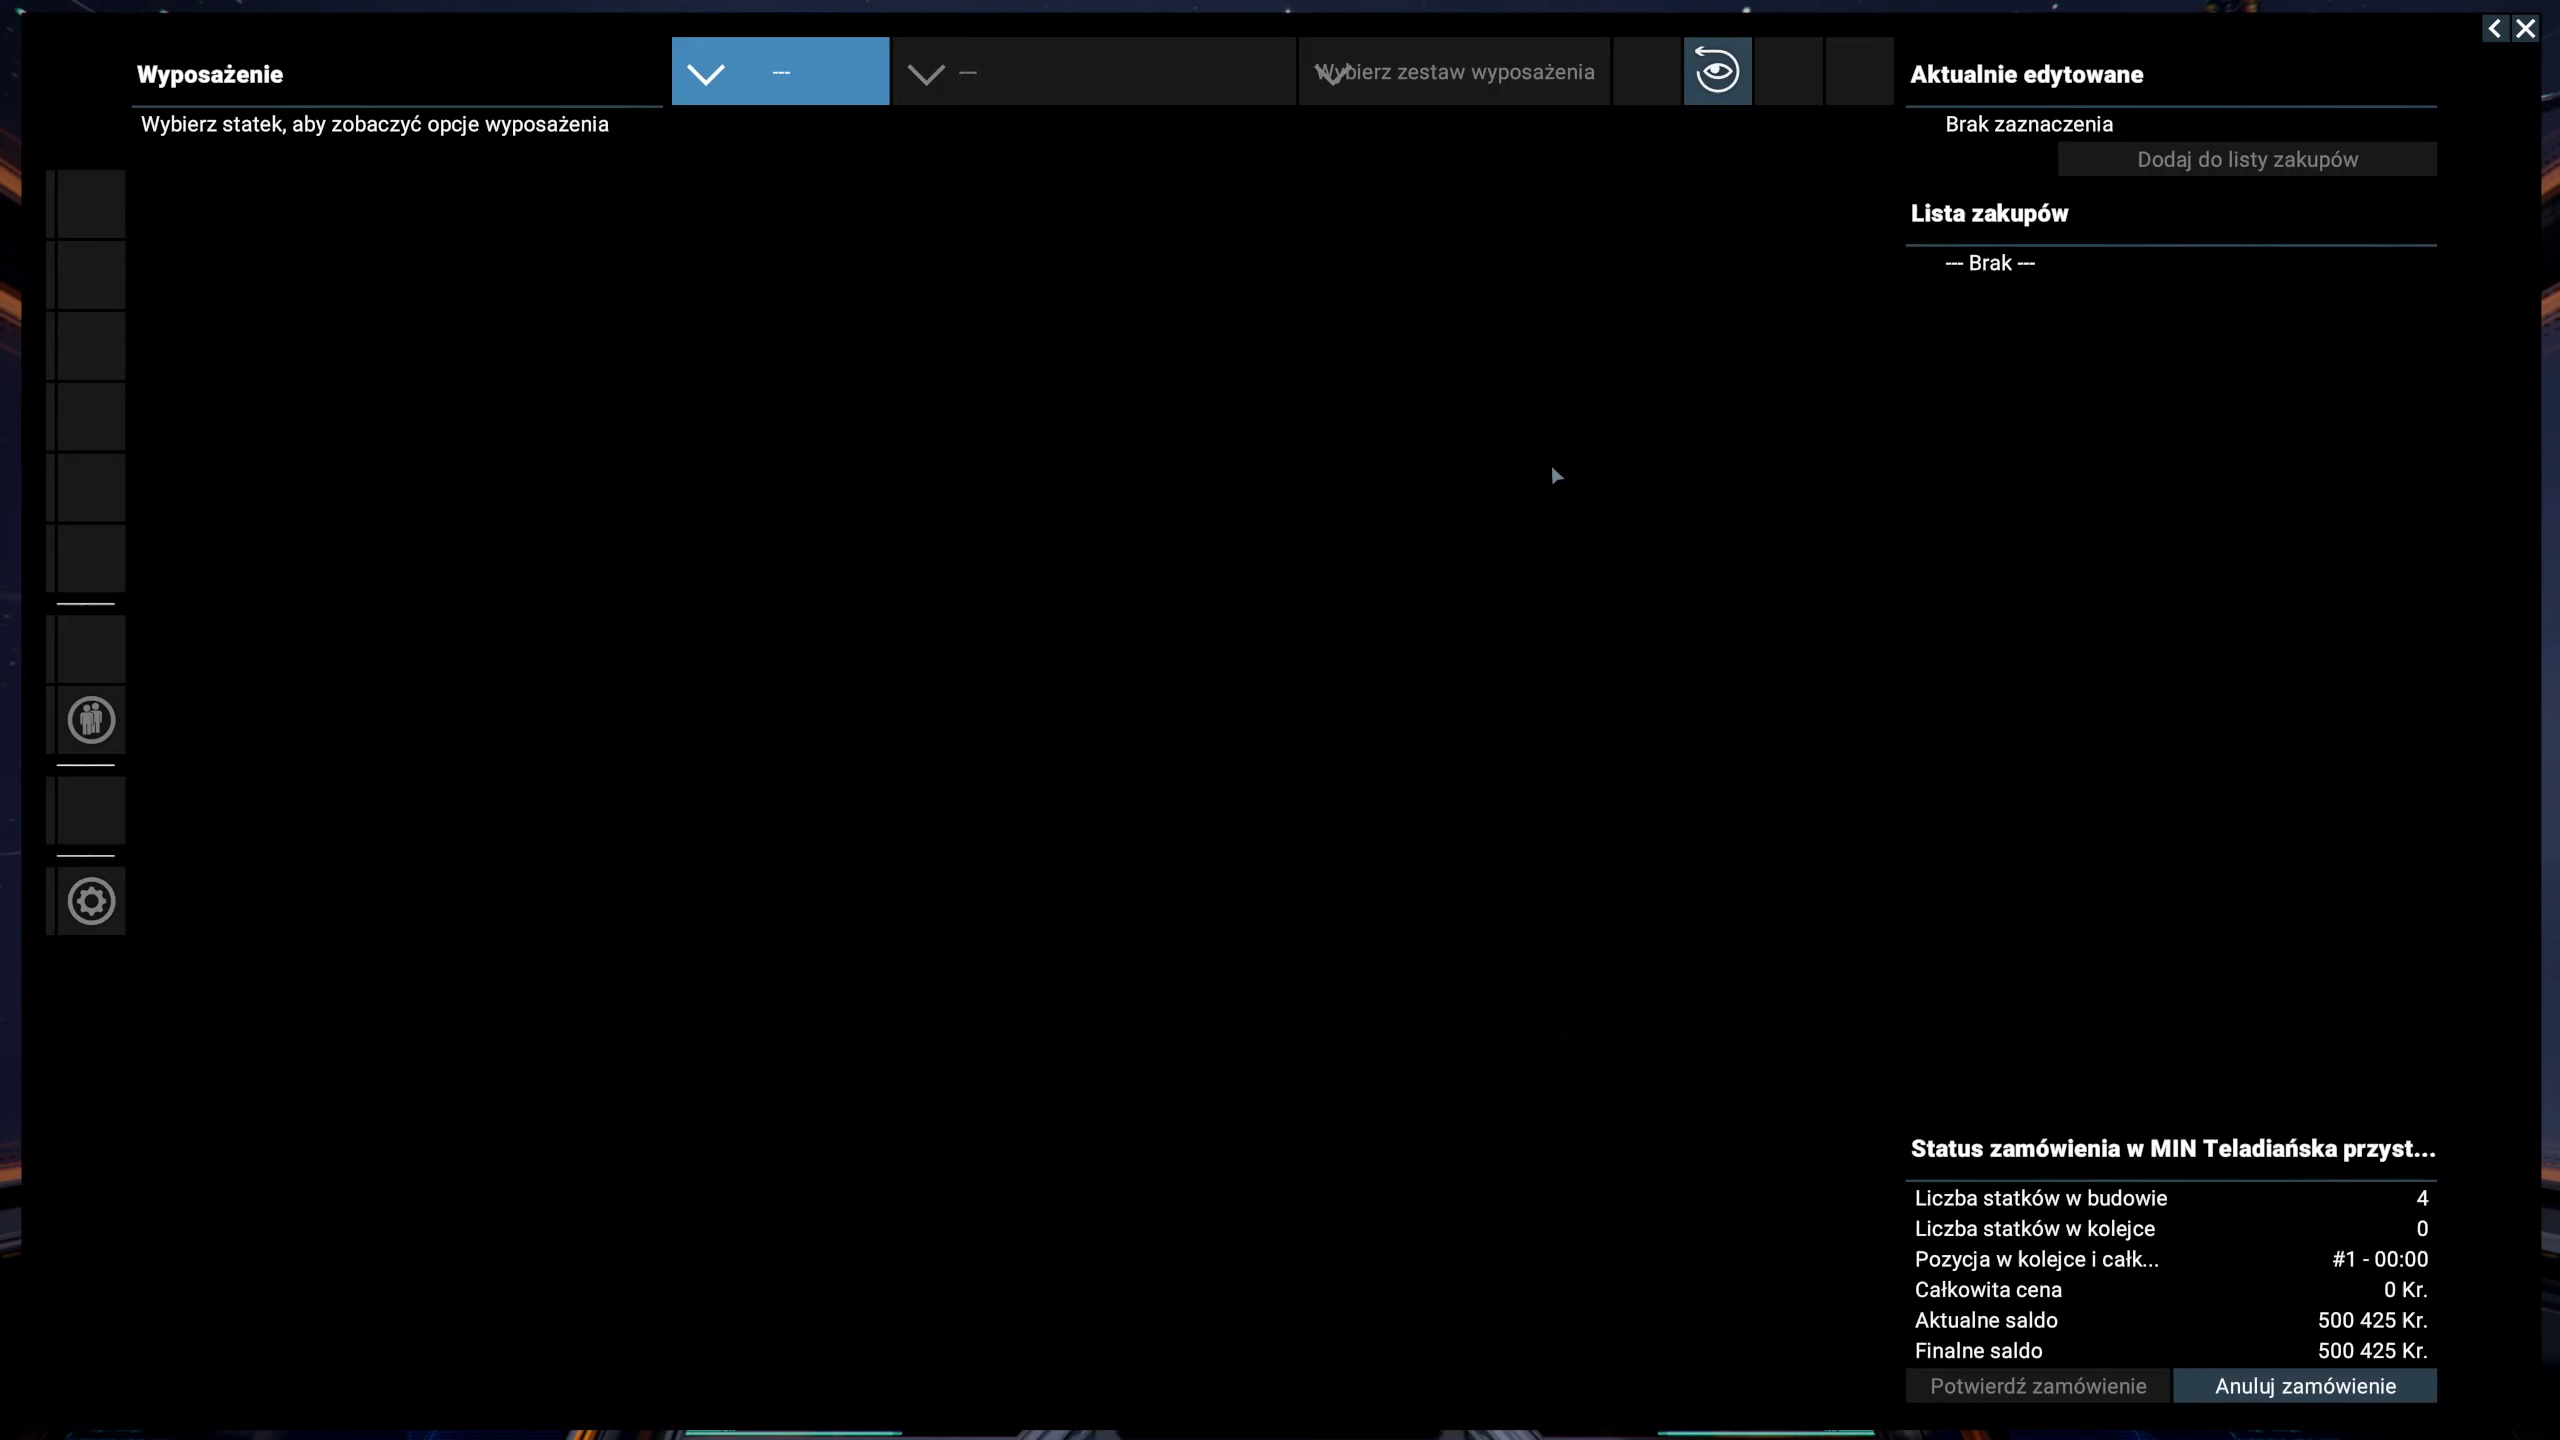 Wyposażenie
Wybierz statek, aby zobaczyć opcje wyposażenia
---
---
Wybierz zestaw wyposażenia
Aktualnie edytowane
Brak zaznaczenia
Dodaj do listy zakupów
Lista zakupów
--- Brak ---
Status zamówienia w MIN Teladiańska przyst...
Liczba statków w budowie 4
Liczba statków w kolejce 0
Pozycja w kolejce i całk... #1 - 00:00
Całkowita cena 0 Kr.
Aktualne saldo 500 425 Kr.
Finalne saldo 500 425 Kr.
Potwierdź zamówienie Anuluj zamówienie